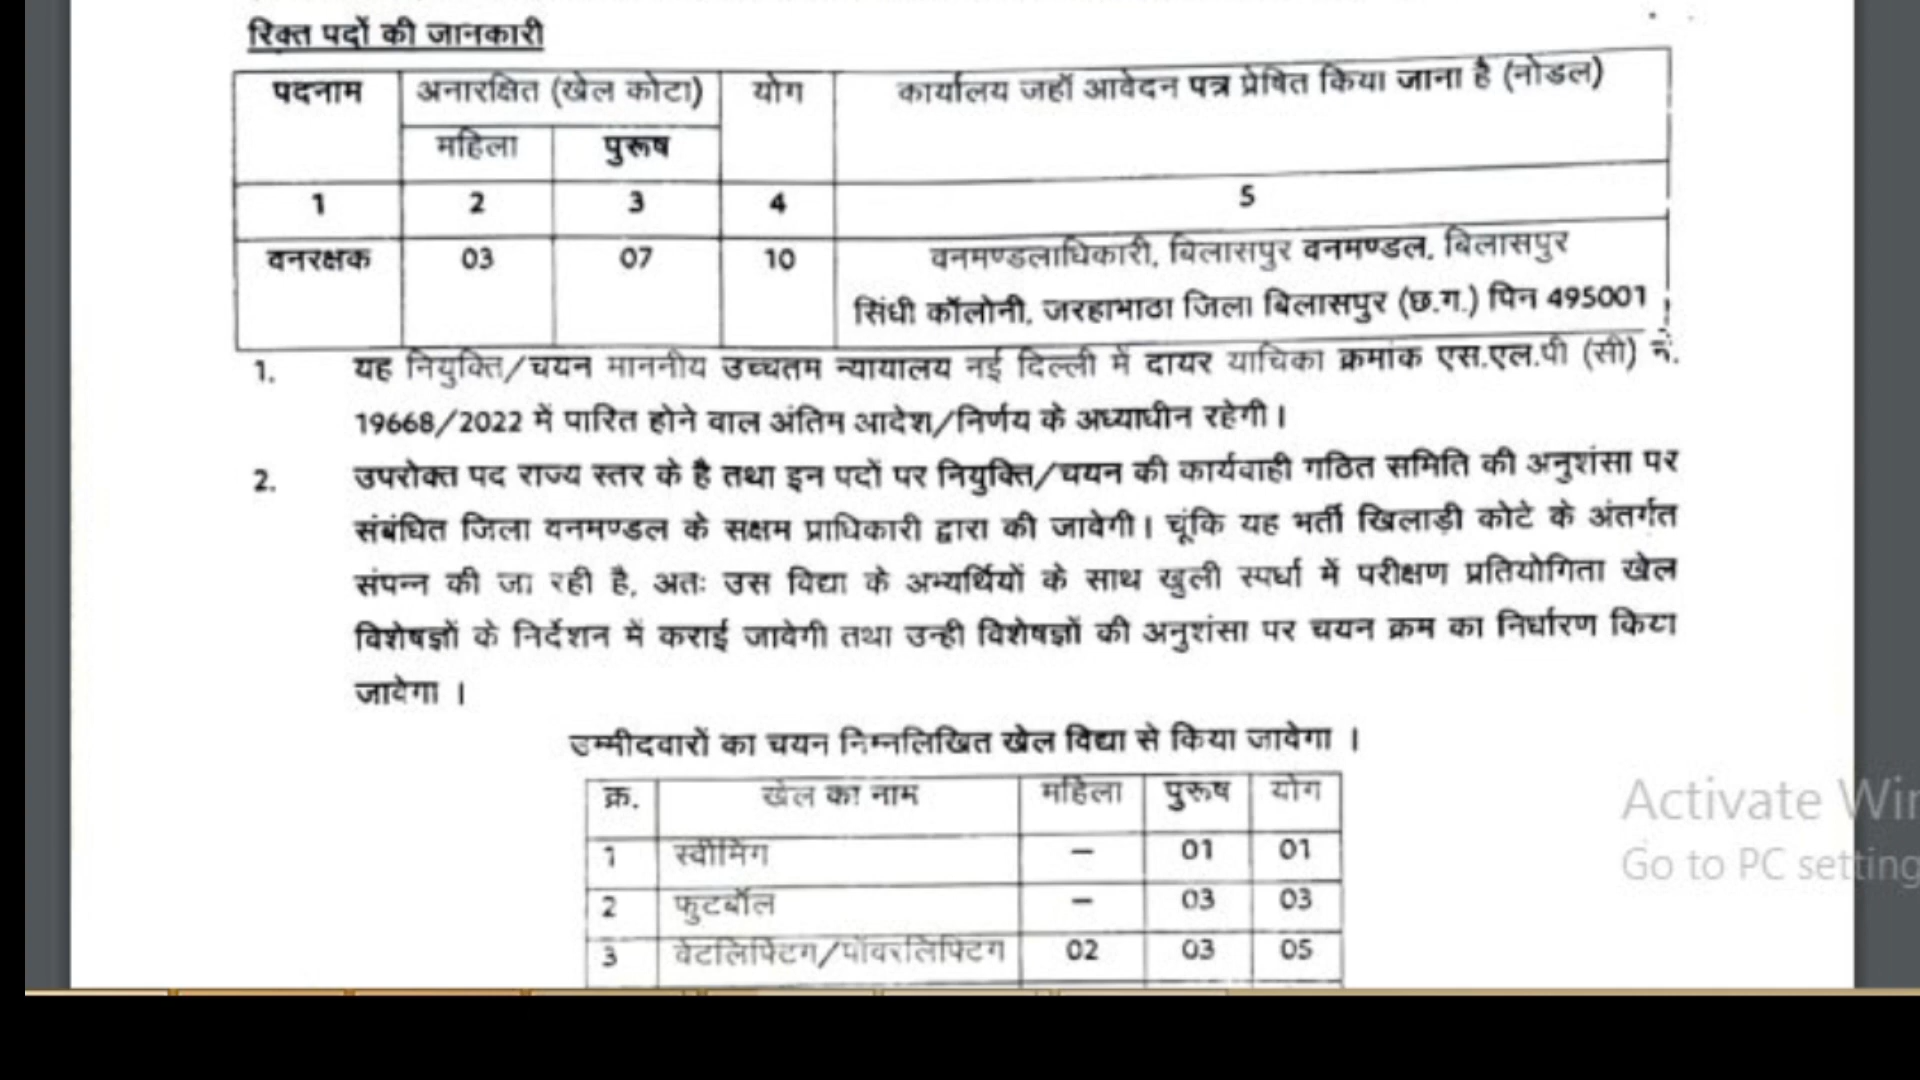 रिक्त पदों की जानकारी
पदनाम अनारक्षित (खेल कोटा) योग कार्यालय जहाँ आवेदन पत्र प्रेषित किया जाना है (नोडल)
महिला पुरूष
1 2 3 4 5
वनरक्षक 03 07 10 वनमण्डलाधिकारी, बिलासपुर वनमण्डल, बिलासपुर
सिंधी कॉलोनी, जरहाभाठा जिला बिलासपुर (छ.ग.) पिन 495001
1. यह नियुक्ति/चयन माननीय उच्चतम न्यायालय नई दिल्ली में दायर याचिका क्रमांक एस.एल.पी (सी) नं.
19668/2022 में पारित होने वाल अंतिम आदेश/निर्णय के अध्याधीन रहेगी।
2. उपरोक्त पद राज्य स्तर के है तथा इन पदों पर नियुक्ति/चयन की कार्यवाही गठित समिति की अनुशंसा पर
संबंधित जिला वनमण्डल के सक्षम प्राधिकारी द्वारा की जावेगी। चूंकि यह भर्ती खिलाड़ी कोटे के अंतर्गत
संपन्न की जा रही है, अतः उस विद्या के अभ्यर्थियों के साथ खुली स्पर्धा में परीक्षण प्रतियोगिता खेल
विशेषज्ञों के निर्देशन में कराई जावेगी तथा उन्ही विशेषज्ञों की अनुशंसा पर चयन क्रम का निर्धारण किया
जावेगा ।
उम्मीदवारों का चयन निम्नलिखित खेल विद्या से किया जावेगा ।
क्र. खेल का नाम महिला पुरूष योग
1 स्वीमिंग – 01 01
2 फुटबॉल – 03 03
3 वेटलिफ्टिंग/पॉवरलिफ्टिंग 02 03 05
Activate Win
Go to PC setting